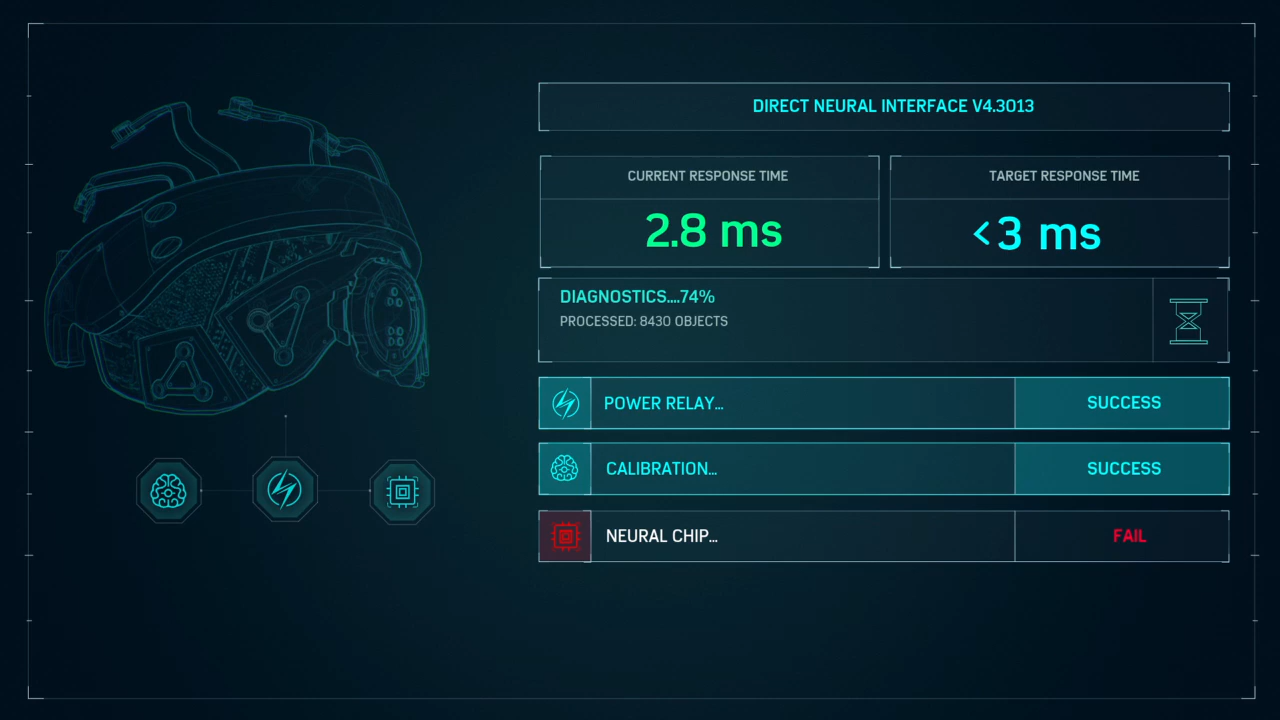 DIRECT NEURAL INTERFACE V4.3013
CURRENT RESPONSE TIME
2.8 ms
TARGET RESPONSE TIME
<3 ms
DIAGNOSTICS....74%
PROCESSED: 8430 OBJECTS
POWER RELAY...
SUCCESS
CALIBRATION...
SUCCESS
NEURAL CHIP...
FAIL